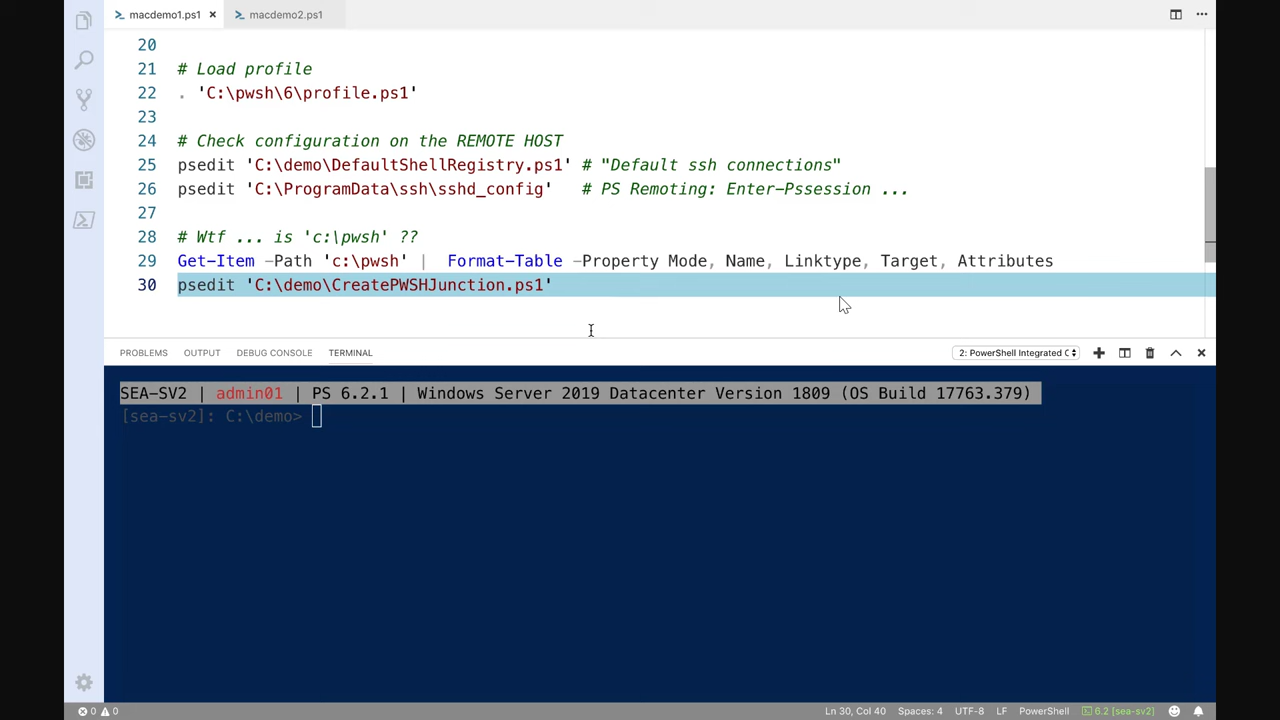 macdemo1.ps1
macdemo2.ps1
20
21 # Load profile
22 . 'C:\pwsh\6\profile.ps1'
23
24 # Check configuration on the REMOTE HOST
25 psedit 'C:\demo\DefaultShellRegistry.ps1' # "Default ssh connections"
26 psedit 'C:\ProgramData\ssh\sshd_config' # PS Remoting: Enter-Pssession ...
27
28 # Wtf ... is 'c:\pwsh' ??
29 Get-Item -Path 'c:\pwsh' | Format-Table -Property Mode, Name, Linktype, Target, Attributes
30 psedit 'C:\demo\CreatePWSHJunction.ps1'
PROBLEMS OUTPUT DEBUG CONSOLE TERMINAL 2: PowerShell Integrated C
SEA-SV2 | admin01 | PS 6.2.1 | Windows Server 2019 Datacenter Version 1809 (OS Build 17763.379)
[sea-sv2]: C:\demo>
0 0 Ln 30, Col 40 Spaces: 4 UTF-8 LF PowerShell 6.2 [sea-sv2]